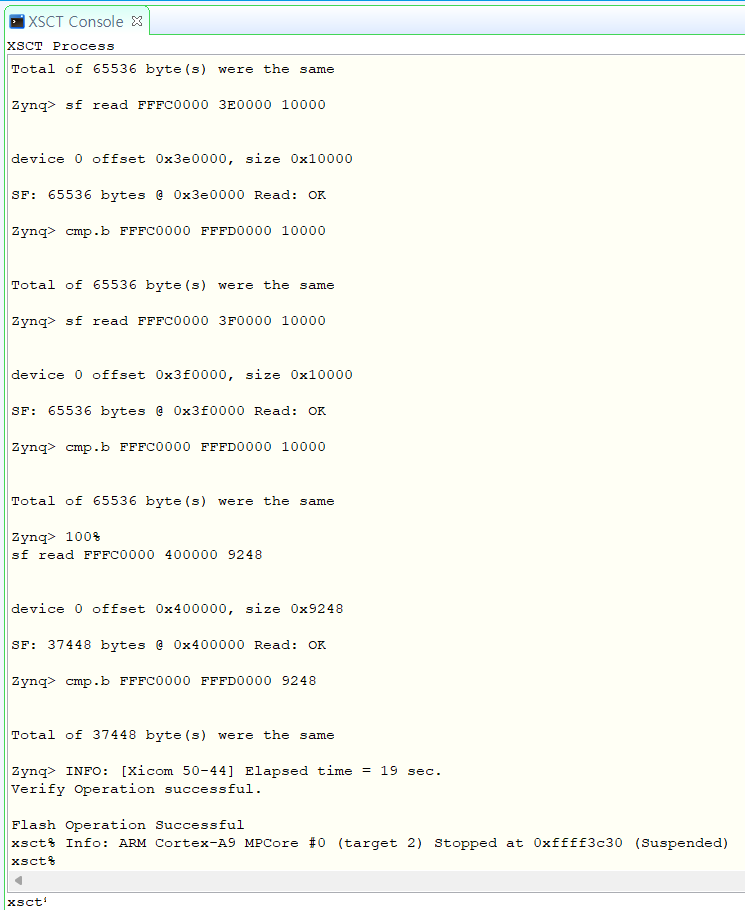 XSCT Console
XSCT Process
Total of 65536 byte(s) were the same
Zynq> sf read FFFC0000 3E0000 10000
device 0 offset 0x3e0000, size 0x10000
SF: 65536 bytes @ 0x3e0000 Read: OK
Zynq> cmp.b FFFC0000 FFFD0000 10000
Total of 65536 byte(s) were the same
Zynq> sf read FFFC0000 3F0000 10000
device 0 offset 0x3f0000, size 0x10000
SF: 65536 bytes @ 0x3f0000 Read: OK
Zynq> cmp.b FFFC0000 FFFD0000 10000
Total of 65536 byte(s) were the same
Zynq> 100%
sf read FFFC0000 400000 9248
device 0 offset 0x400000, size 0x9248
SF: 37448 bytes @ 0x400000 Read: OK
Zynq> cmp.b FFFC0000 FFFD0000 9248
Total of 37448 byte(s) were the same
Zynq> INFO: [Xicom 50-44] Elapsed time = 19 sec.
Verify Operation successful.
Flash Operation Successful
xsct% Info: ARM Cortex-A9 MPCore #0 (target 2) Stopped at 0xffff3c30 (Suspended)
xsct%
xsct